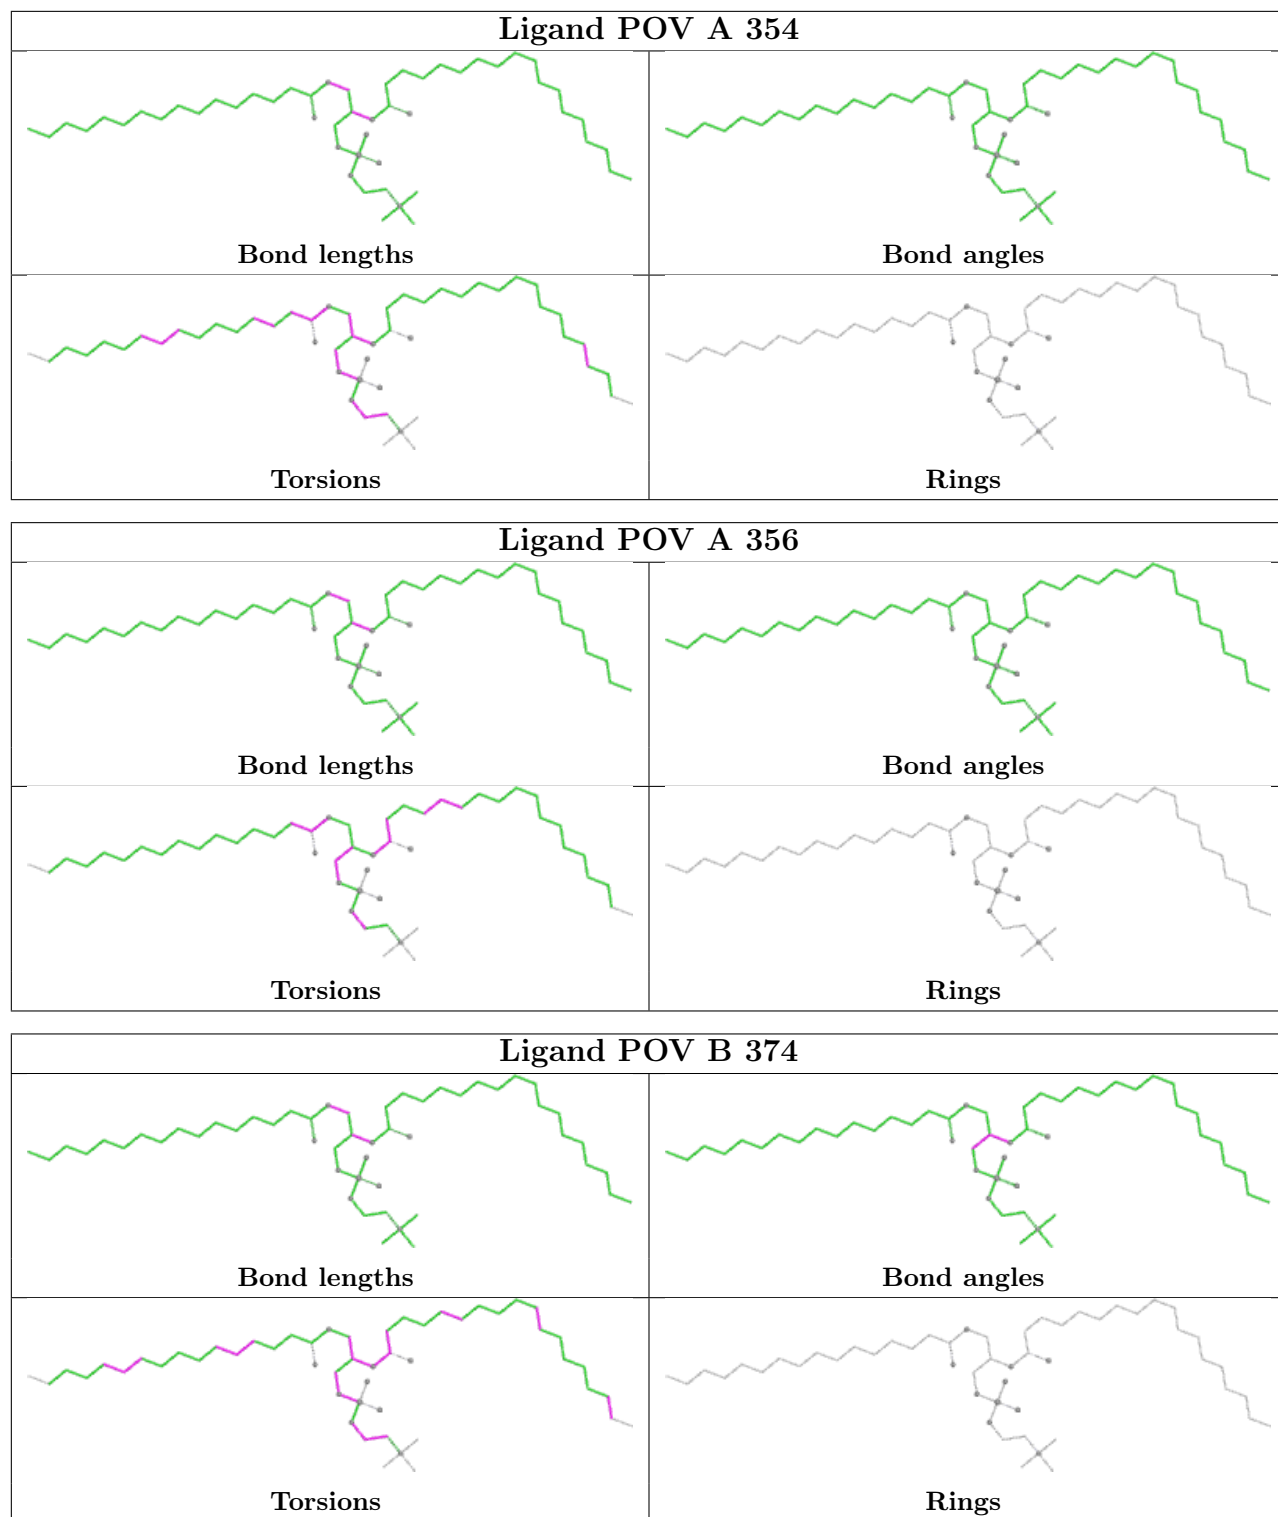 Ligand POV A 354
Bond lengths
Bond angles
Torsions
Rings
Ligand POV A 356
Bond lengths
Bond angles
Torsions
Rings
Ligand POV B 374
Bond lengths
Bond angles
Torsions
Rings